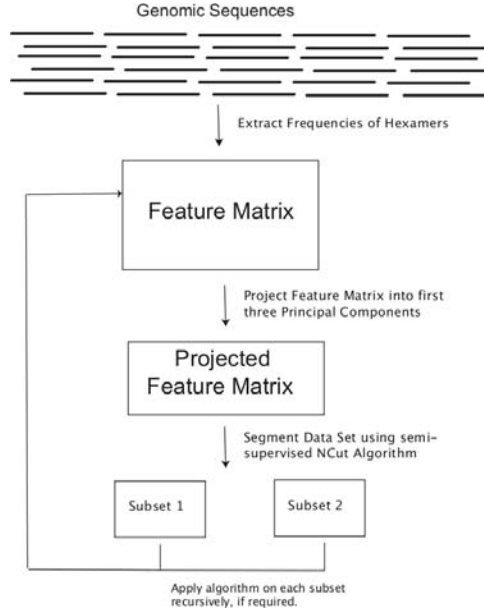 Genomic Sequences
Extract Frequencies of Hexamers
Feature Matrix
Project Feature Matrix into first
three Principal Components
Projected
Feature Matrix
Segment Data Set using semi-
supervised NCut Algorithm
Subset 1
Subset 2
Apply algorithm on each subset
recursively, if required.